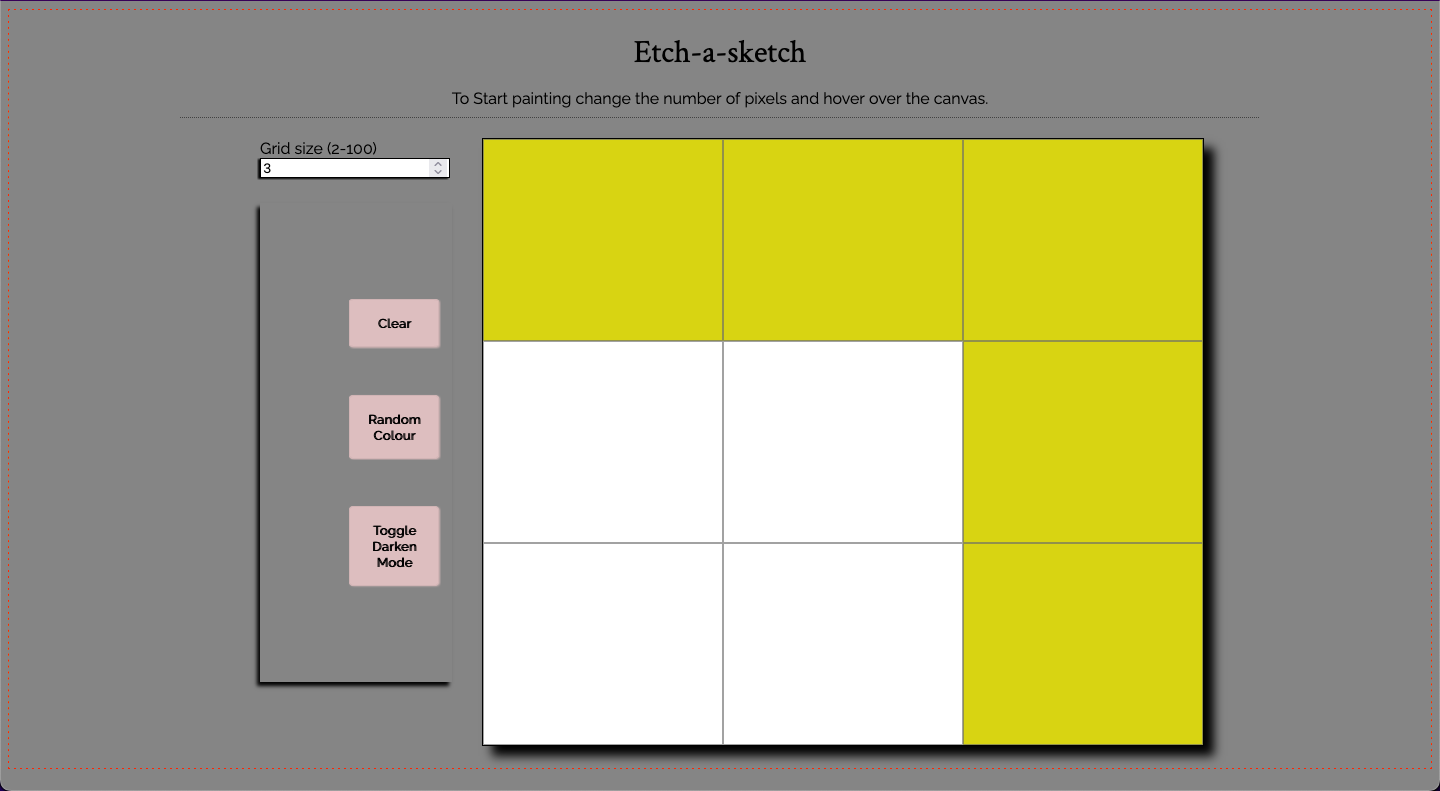 Etch-a-sketch
To Start painting change the number of pixels and hover over the canvas.
Grid size (2-100)
3
Clear
Random
Colour
Toggle
Darken
Mode